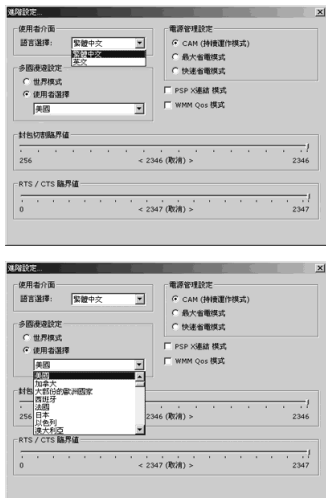 進階設定...
使用者介面
語言選擇:
繁體中文
繁體中文
英文
電源管理設定
CAM (持續運作模式)
最大省電模式
快速省電模式
多國漫遊設定
世界模式
使用者選擇
美國
PSP X連結 模式
WMM Qos 模式
封包切割臨界值
256
< 2346 (取消) >
2346
RTS / CTS 臨界值
0
< 2347 (取消) >
2347
進階設定...
使用者介面
語言選擇:
繁體中文
電源管理設定
CAM (持續運作模式)
最大省電模式
快速省電模式
多國漫遊設定
世界模式
使用者選擇
美國
美國
加拿大
大部份的歐洲國家
西班牙
法國
日本
以色列
澳大利亞
PSP X連結 模式
WMM Qos 模式
封包
256
2346 (取消) >
2346
RTS / CTS 臨界值
0
< 2347 (取消) >
2347